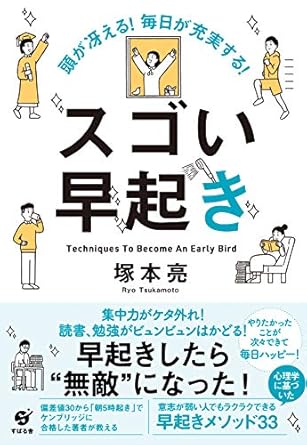 頭が冴える！毎日が充実する！
スゴい
早起き
Techniques To Become An Early Bird
塚本亮
Ryo Tsukamoto
集中力がケタ外れ！
読書、勉強がビュンビュンはかどる！
早起きしたら
“無敵”になった！
やりたかった
ことが
次々できて
毎日ハッピー！
すばる舎
偏差値30から「朝5時起き」で
ケンブリッジに
合格した著者が教える
心理学に
基づいた
意志が弱い人でもラクラクできる
早起きメソッド33